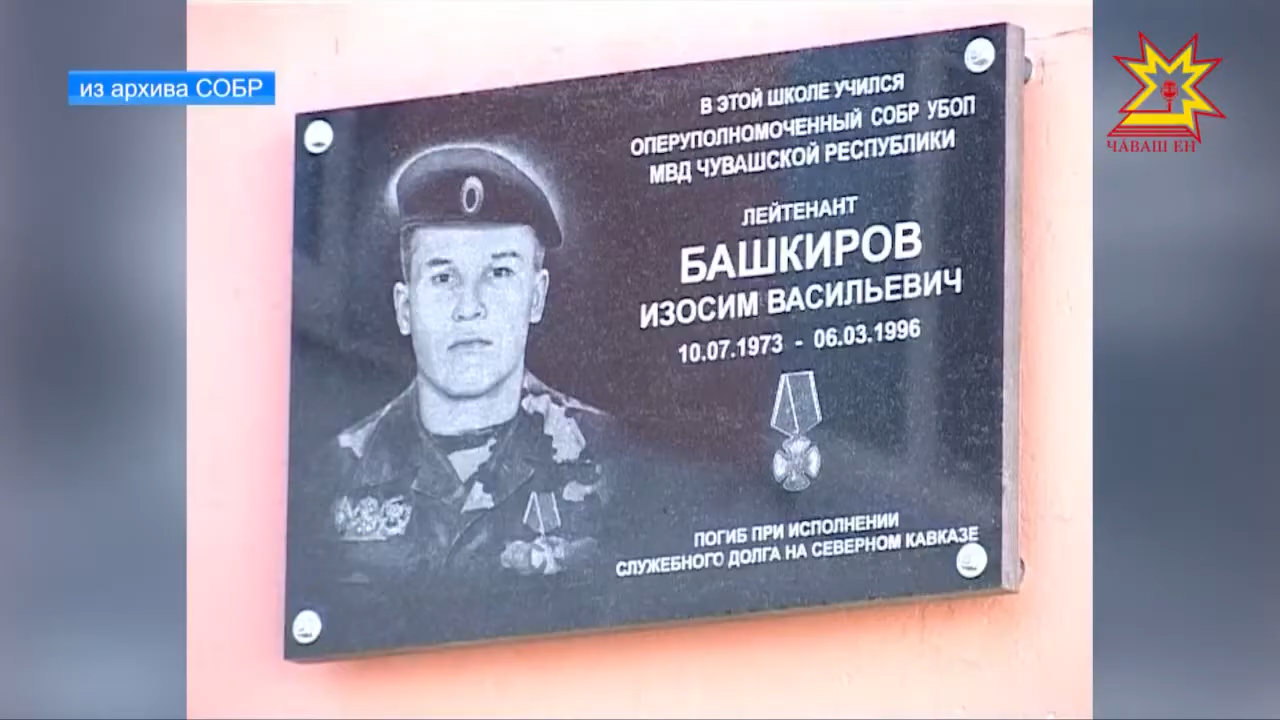 из архива СОБР
ЧӐВАШ ЕН
В ЭТОЙ ШКОЛЕ УЧИЛСЯ
ОПЕРУПОЛНОМОЧЕННЫЙ СОБР УБОП
МВД ЧУВАШСКОЙ РЕСПУБЛИКИ
ЛЕЙТЕНАНТ
БАШКИРОВ
ИЗОСИМ ВАСИЛЬЕВИЧ
10.07.1973 - 06.03.1996
ПОГИБ ПРИ ИСПОЛНЕНИИ
СЛУЖЕБНОГО ДОЛГА НА СЕВЕРНОМ КАВКАЗЕ